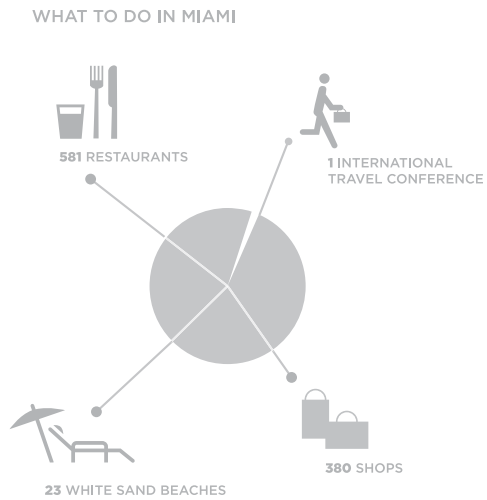 WHAT TO DO IN MIAMI
581 RESTAURANTS
1 INTERNATIONAL
TRAVEL CONFERENCE
380 SHOPS
23 WHITE SAND BEACHES